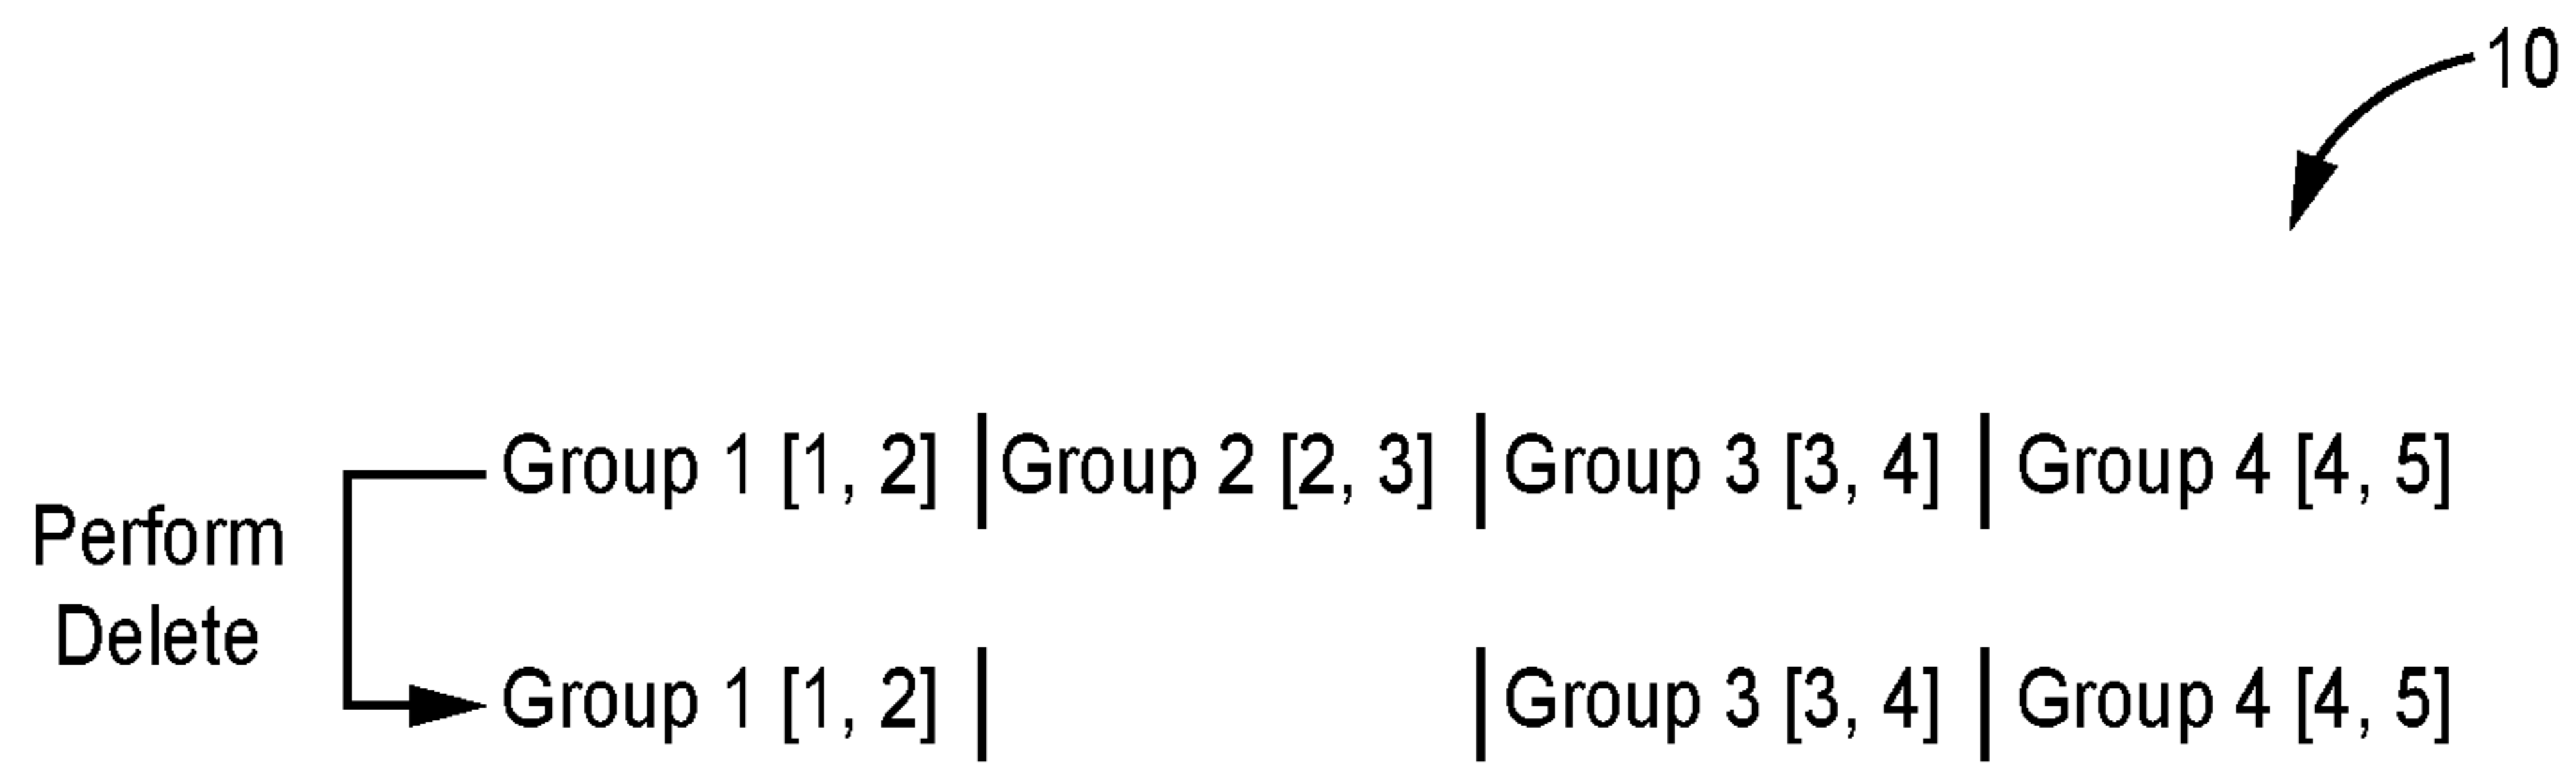 10
Group 1 [1, 2] | Group 2 [2, 3] | Group 3 [3, 4] | Group 4 [4, 5]
Perform
Delete
Group 1 [1, 2] | | Group 3 [3, 4] | Group 4 [4, 5]